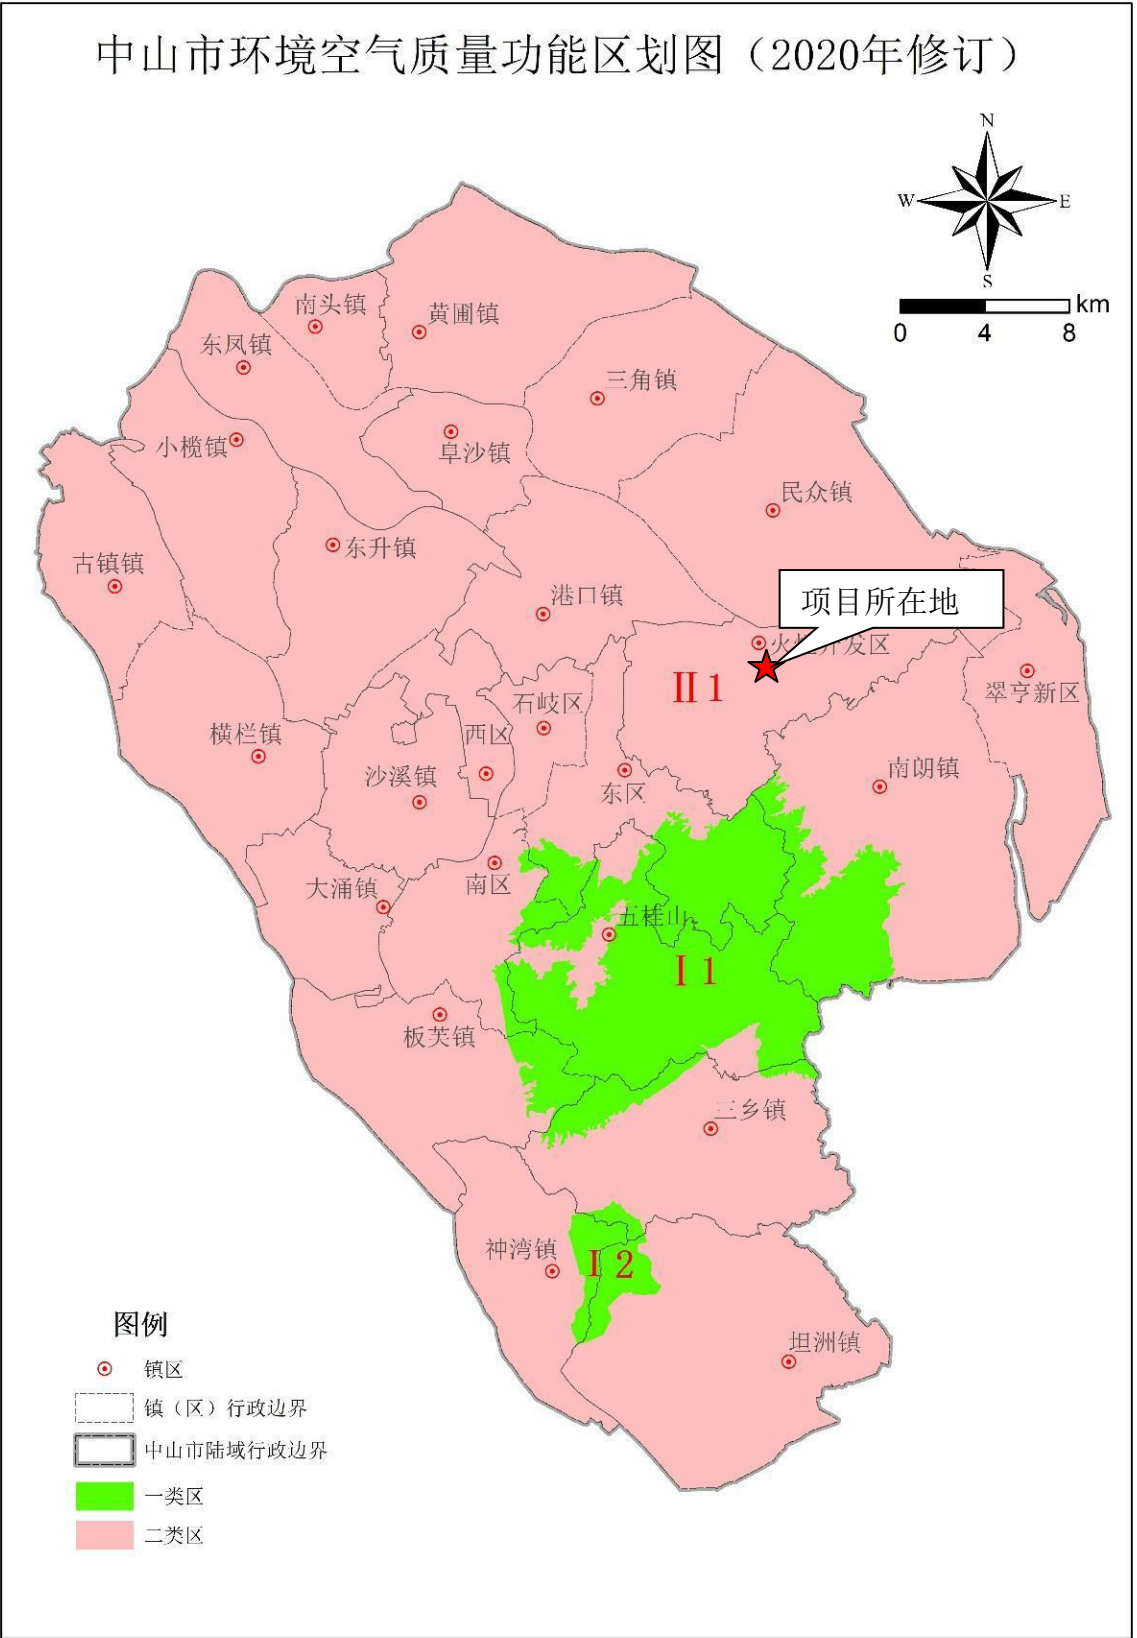 中山市环境空气质量功能区划图（2020年修订）
N
W
E
S
km
0 4 8
南头镇
黄圃镇
东凤镇
三角镇
小榄镇
阜沙镇
民众镇
古镇镇
东升镇
港口镇
项目所在地
火炬开发区
Ⅱ1
翠亨新区
石岐区
西区
横栏镇
沙溪镇
东区
南朗镇
大涌镇
南区
五桂山
Ⅰ1
板芙镇
三乡镇
神湾镇
Ⅰ2
坦洲镇
图例
镇区
镇（区）行政边界
中山市陆域行政边界
一类区
二类区